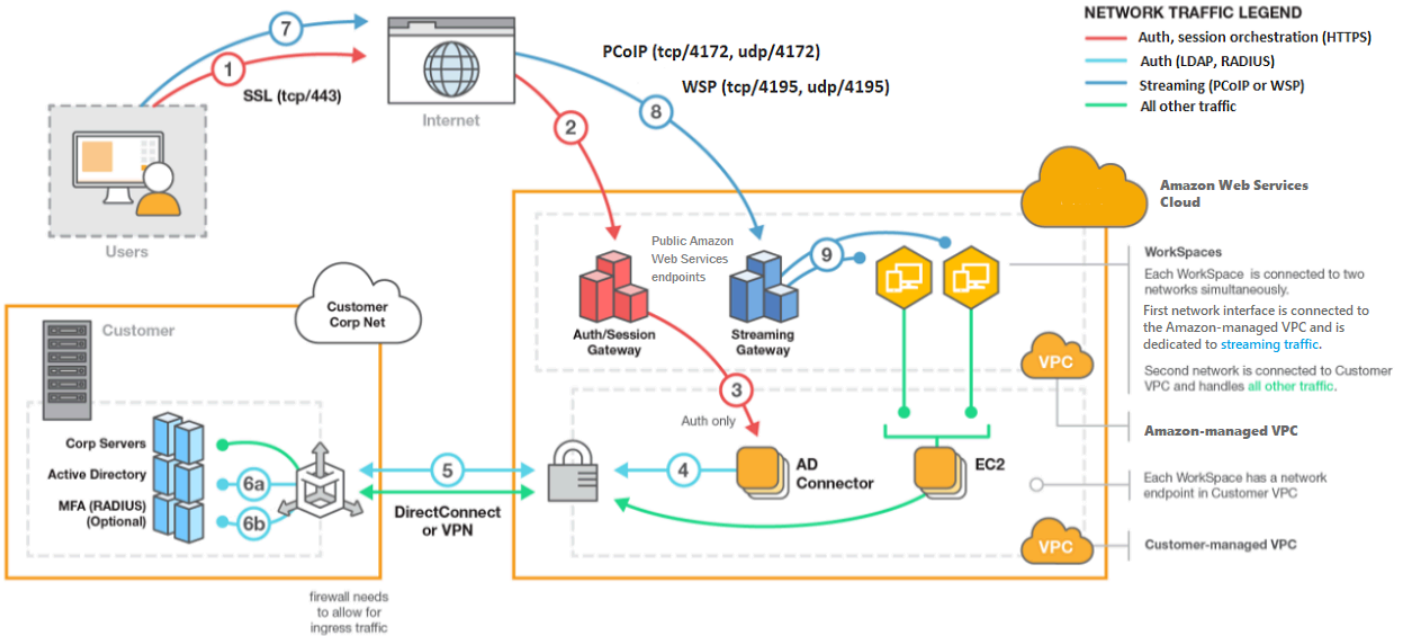 NETWORK TRAFFIC LEGEND
Auth, session orchestration (HTTPS)
Auth (LDAP, RADIUS)
Streaming (PCoIP or WSP)
All other traffic
7
1
SSL (tcp/443)
Internet
PCoIP (tcp/4172, udp/4172)
WSP (tcp/4195, udp/4195)
8
2
Users
Amazon Web Services
Cloud
Public Amazon
Web Services
endpoints
9
Auth/Session
Gateway
Streaming
Gateway
WorkSpaces
Each WorkSpace is connected to two
networks simultaneously.
First network interface is connected to
the Amazon-managed VPC and is
dedicated to streaming traffic.
Second network is connected to Customer
VPC and handles all other traffic.
VPC
Amazon-managed VPC
Customer
Corp Net
Customer
3
Auth only
Corp Servers
Active Directory
MFA (RADIUS)
(Optional)
6a
6b
5
DirectConnect
or VPN
4
AD
Connector
EC2
Each WorkSpace has a network
endpoint in Customer VPC
VPC
Customer-managed VPC
firewall needs
to allow for
ingress traffic